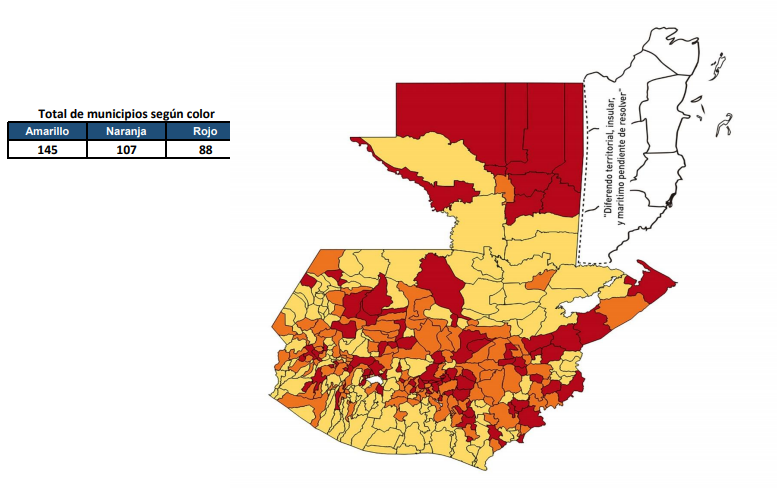 Total de municipios según color
Amarillo Naranja Rojo
145 107 88
"Diferendo territorial, insular,
y marítimo pendiente de resolver"